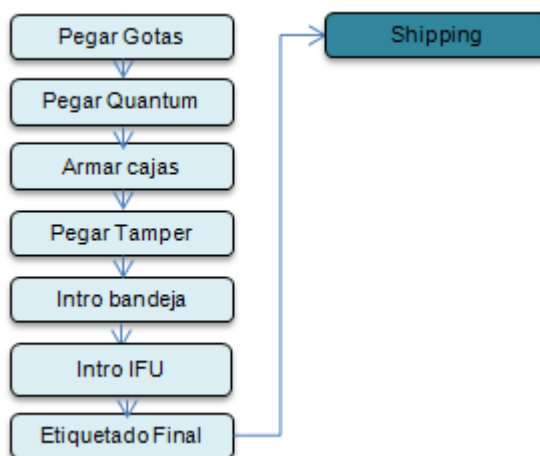 Pegar Gotas
Pegar Quantum
Armar cajas
Pegar Tamper
Intro bandeja
Intro IFU
Etiquetado Final
Shipping